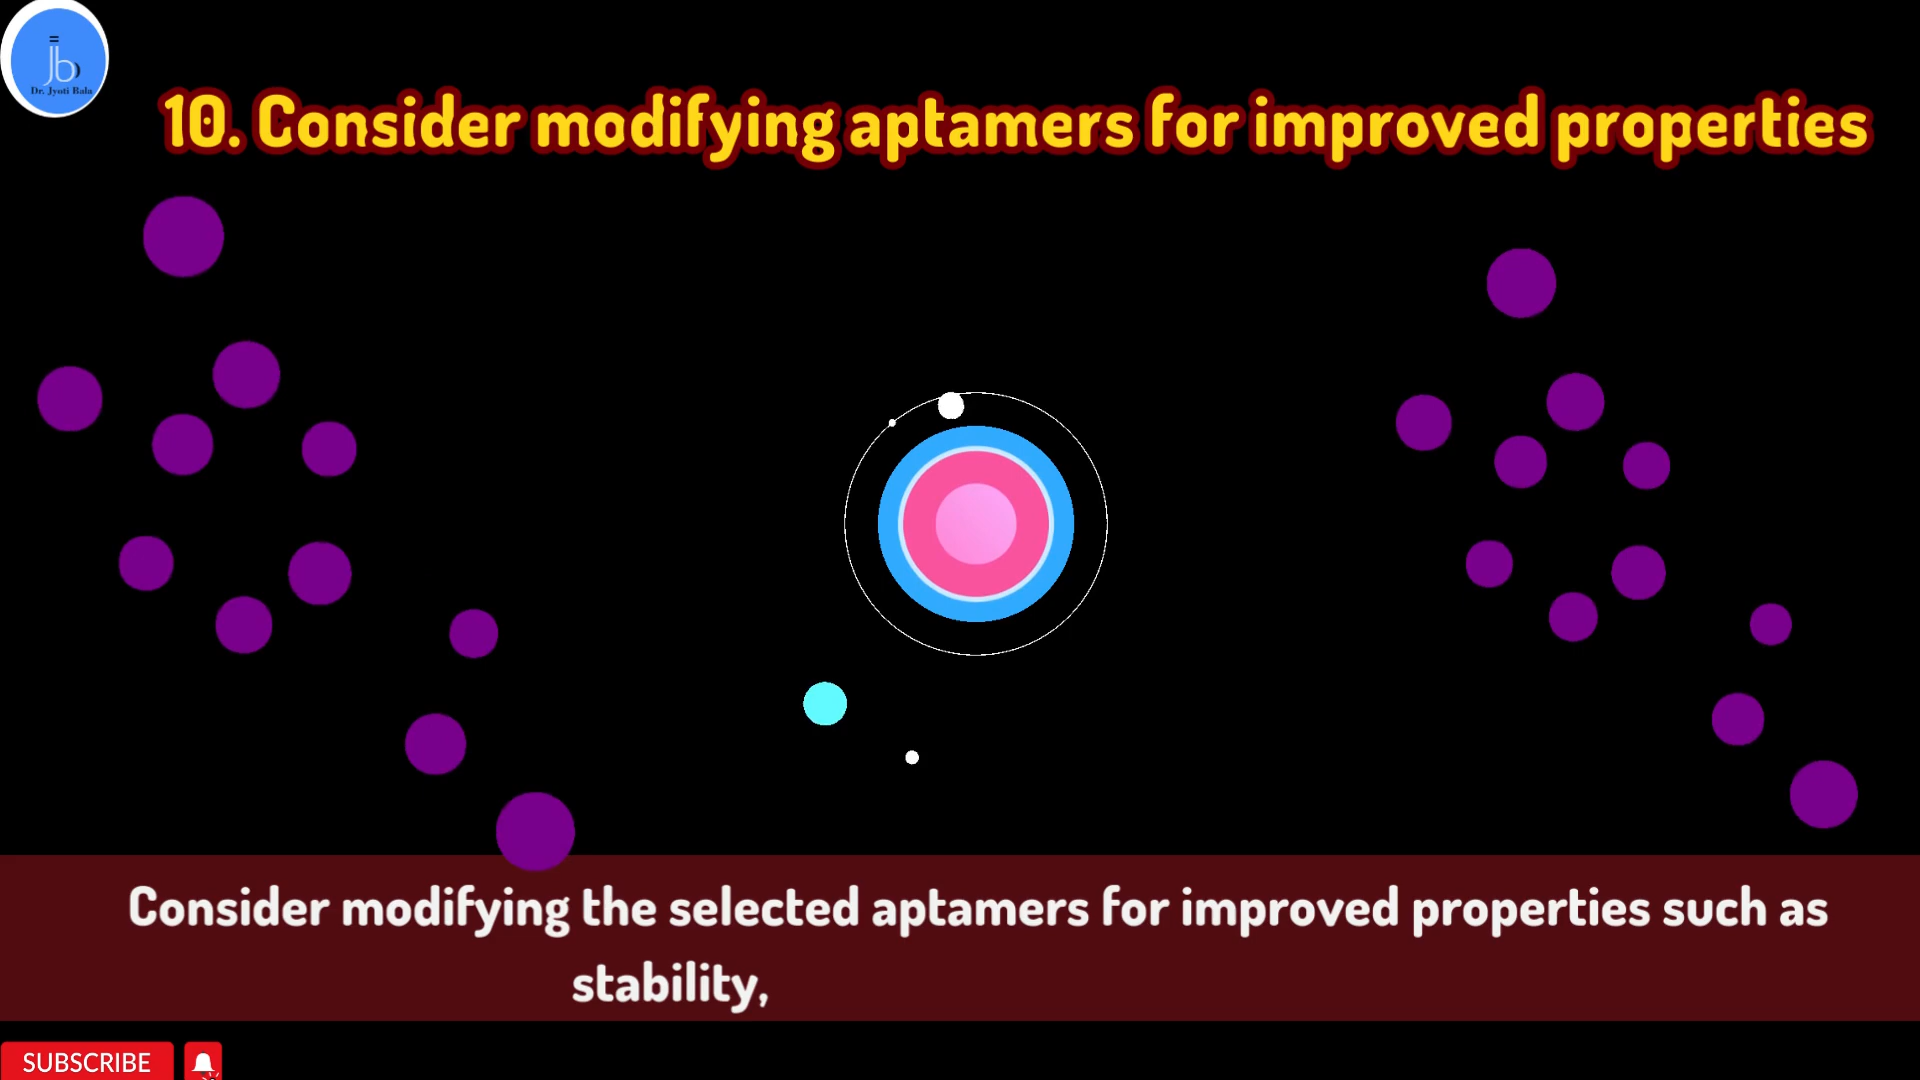 jb
Dr. Jyoti Bala
10. Consider modifying aptamers for improved properties
Consider modifying the selected aptamers for improved properties such as
stability,
SUBSCRIBE